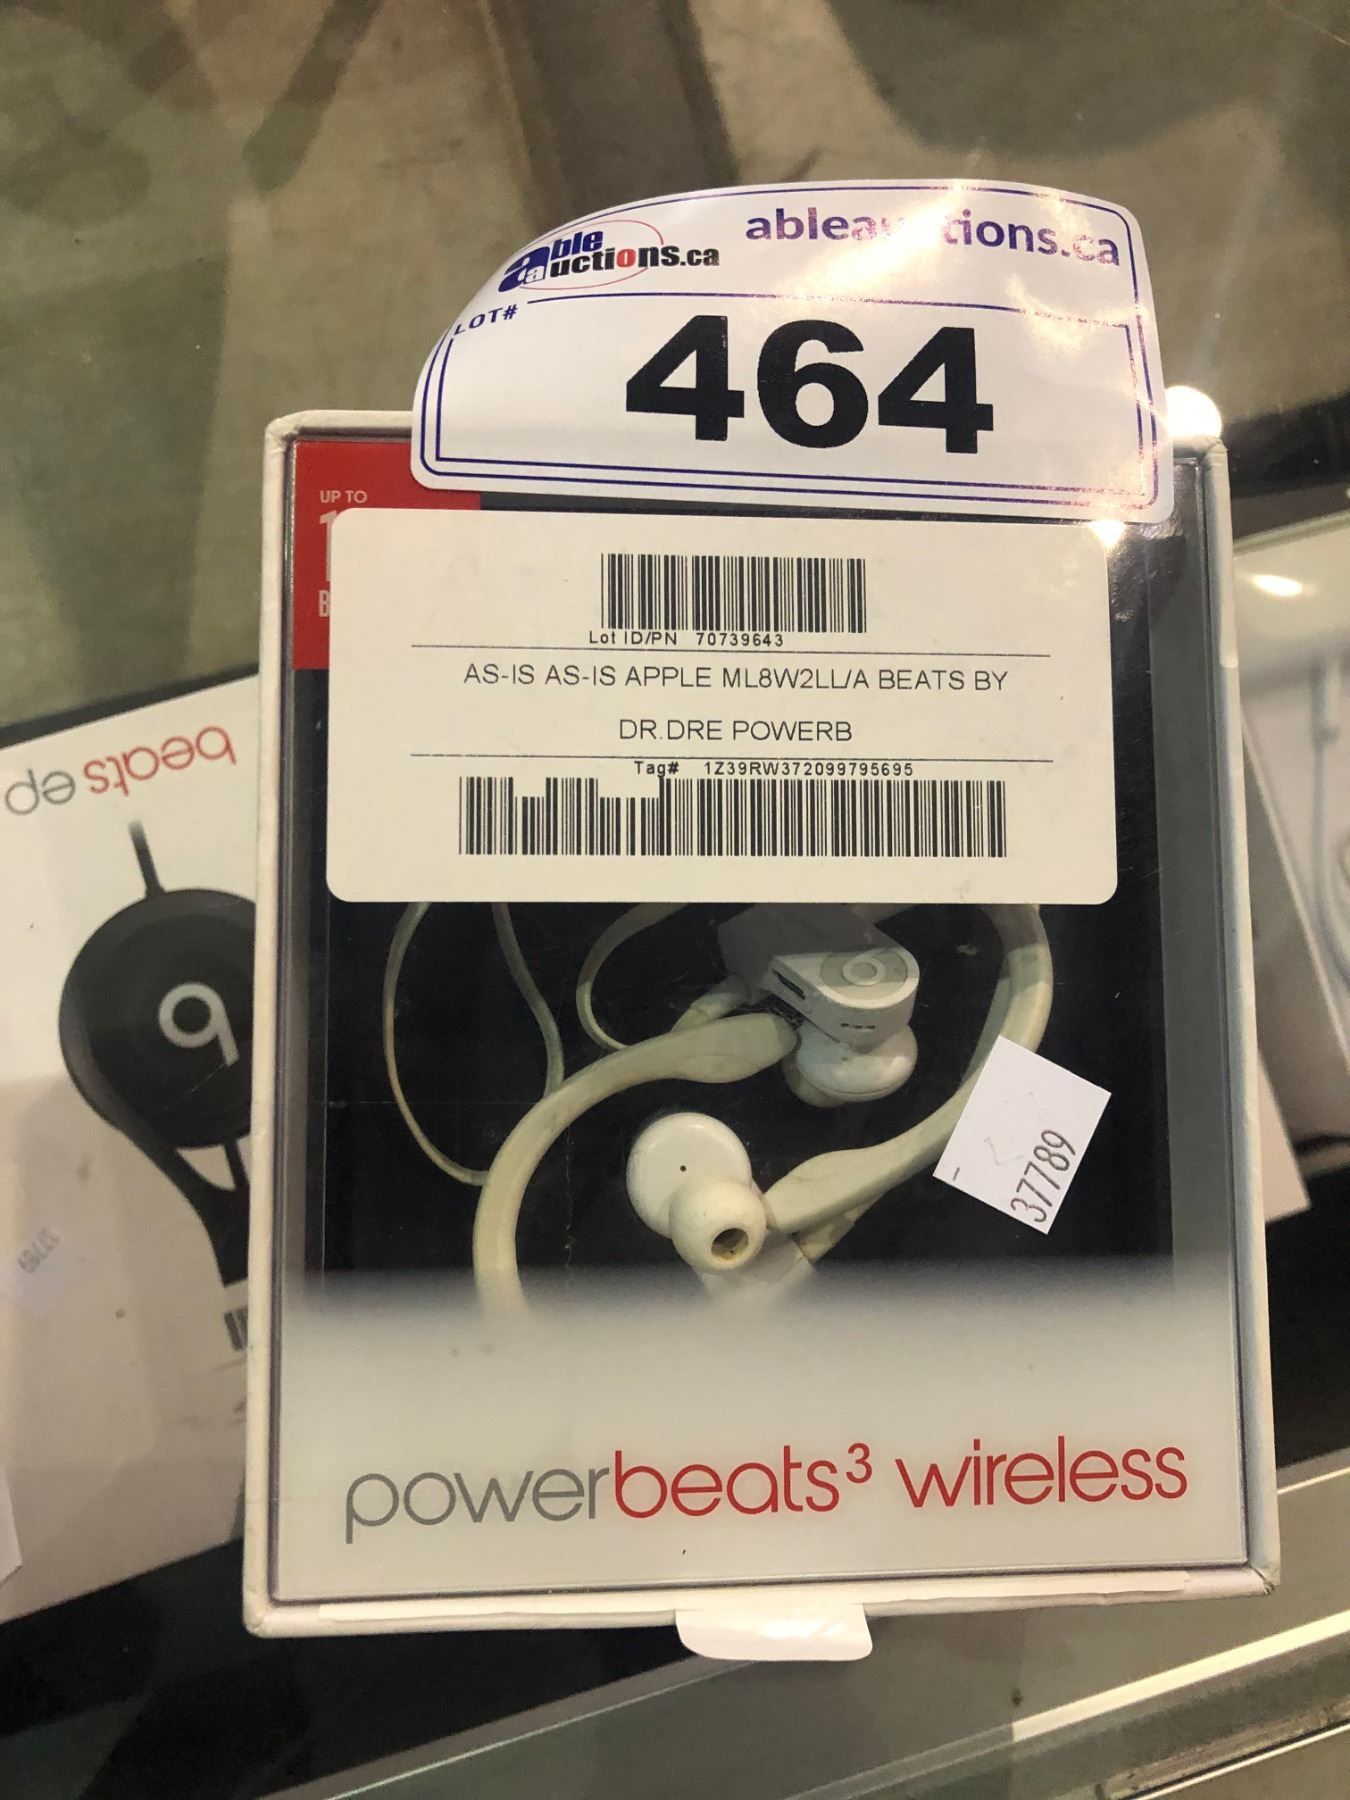 able auctions.ca
ableauctions.ca
LOT#
464
UP TO
Lot ID/PN 70739643
AS-IS AS-IS APPLE ML8W2LL/A BEATS BY
DR.DRE POWERB
Tag# 1Z39RW372099795695
beats ep
37789
powerbeats³ wireless